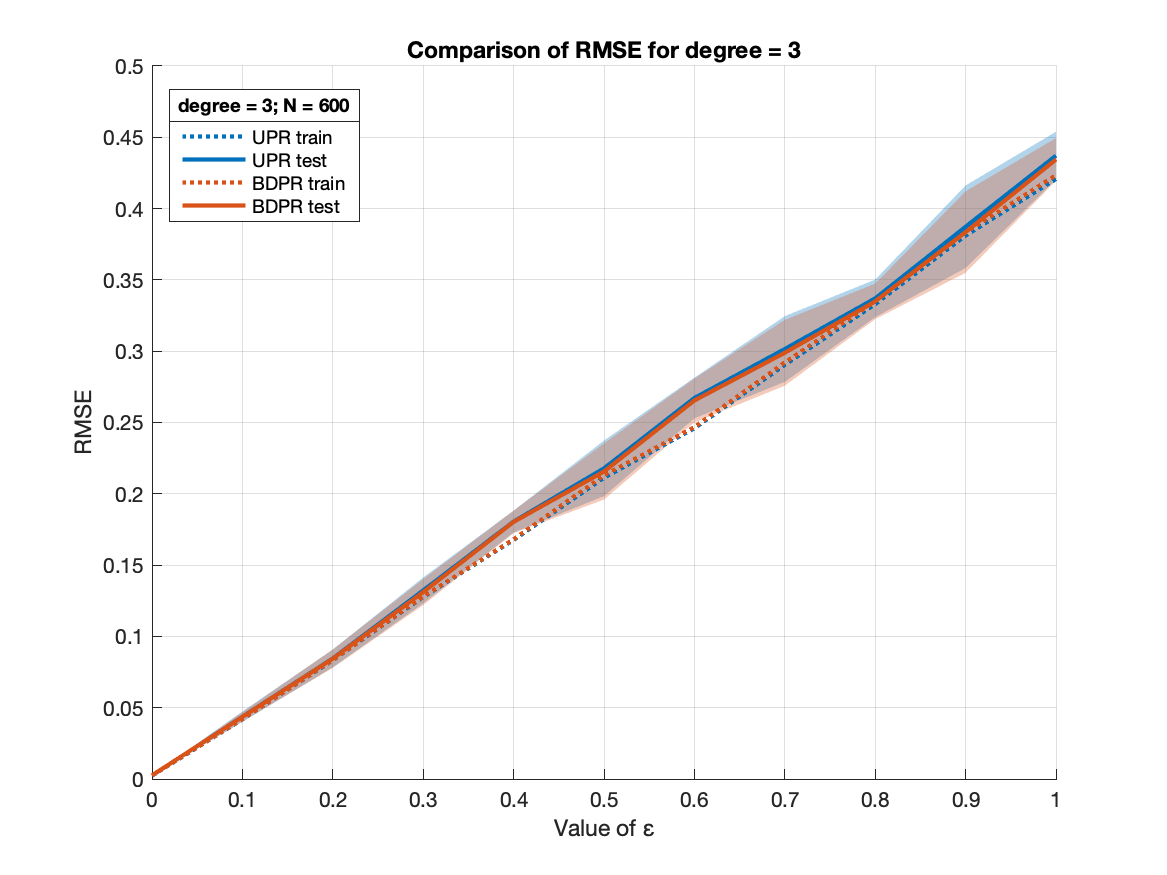 Comparison of RMSE for degree = 3
0.5
0.45
0.4
0.35
0.3
0.25
0.2
0.15
0.1
0.05
0
RMSE
degree = 3; N = 600
UPR train
UPR test
BDPR train
BDPR test
0 0.1 0.2 0.3 0.4 0.5 0.6 0.7 0.8 0.9 1
Value of ε